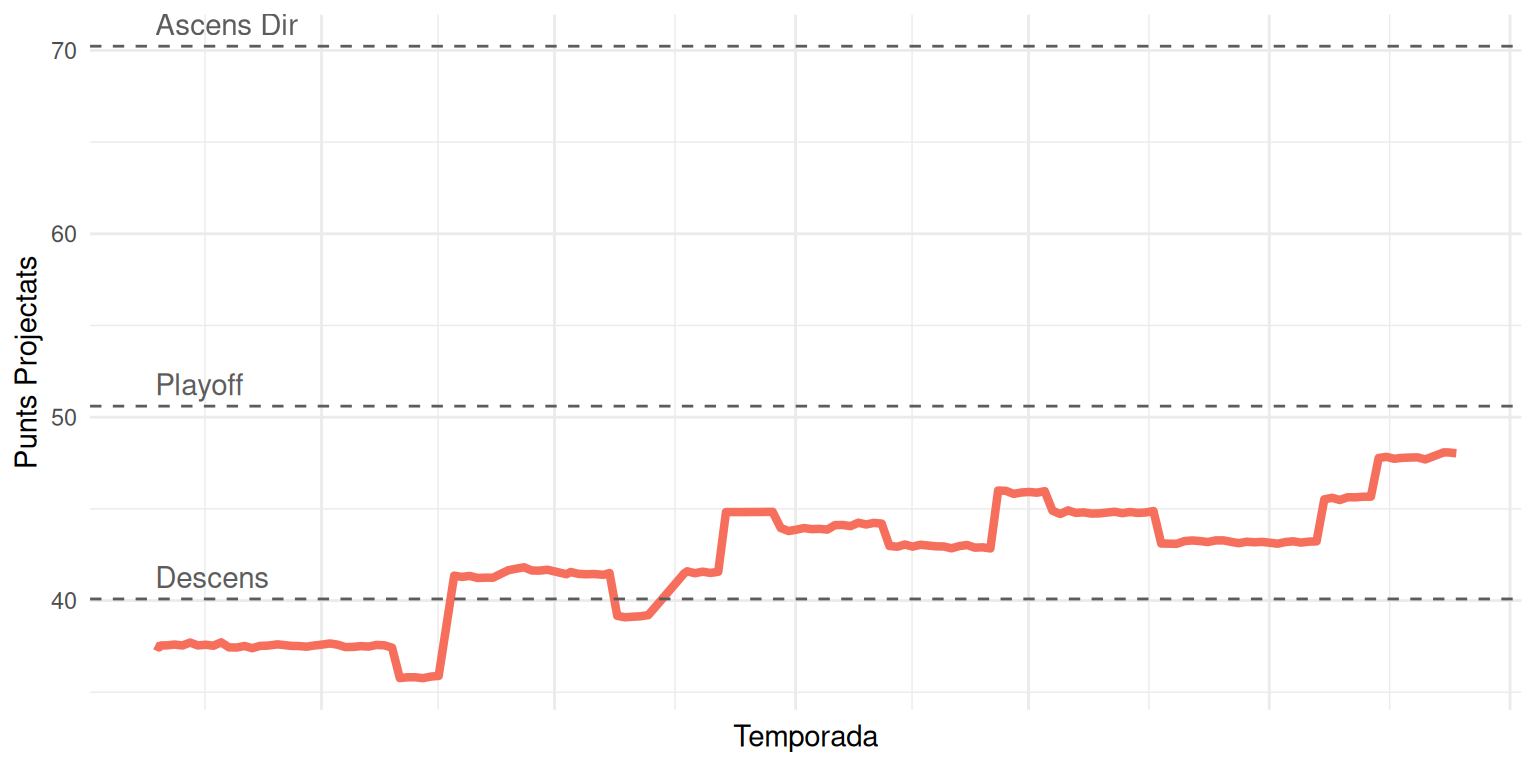 Ascens Dir
70
60
Playoff
50
Descens
40
Punts Projectats
Temporada